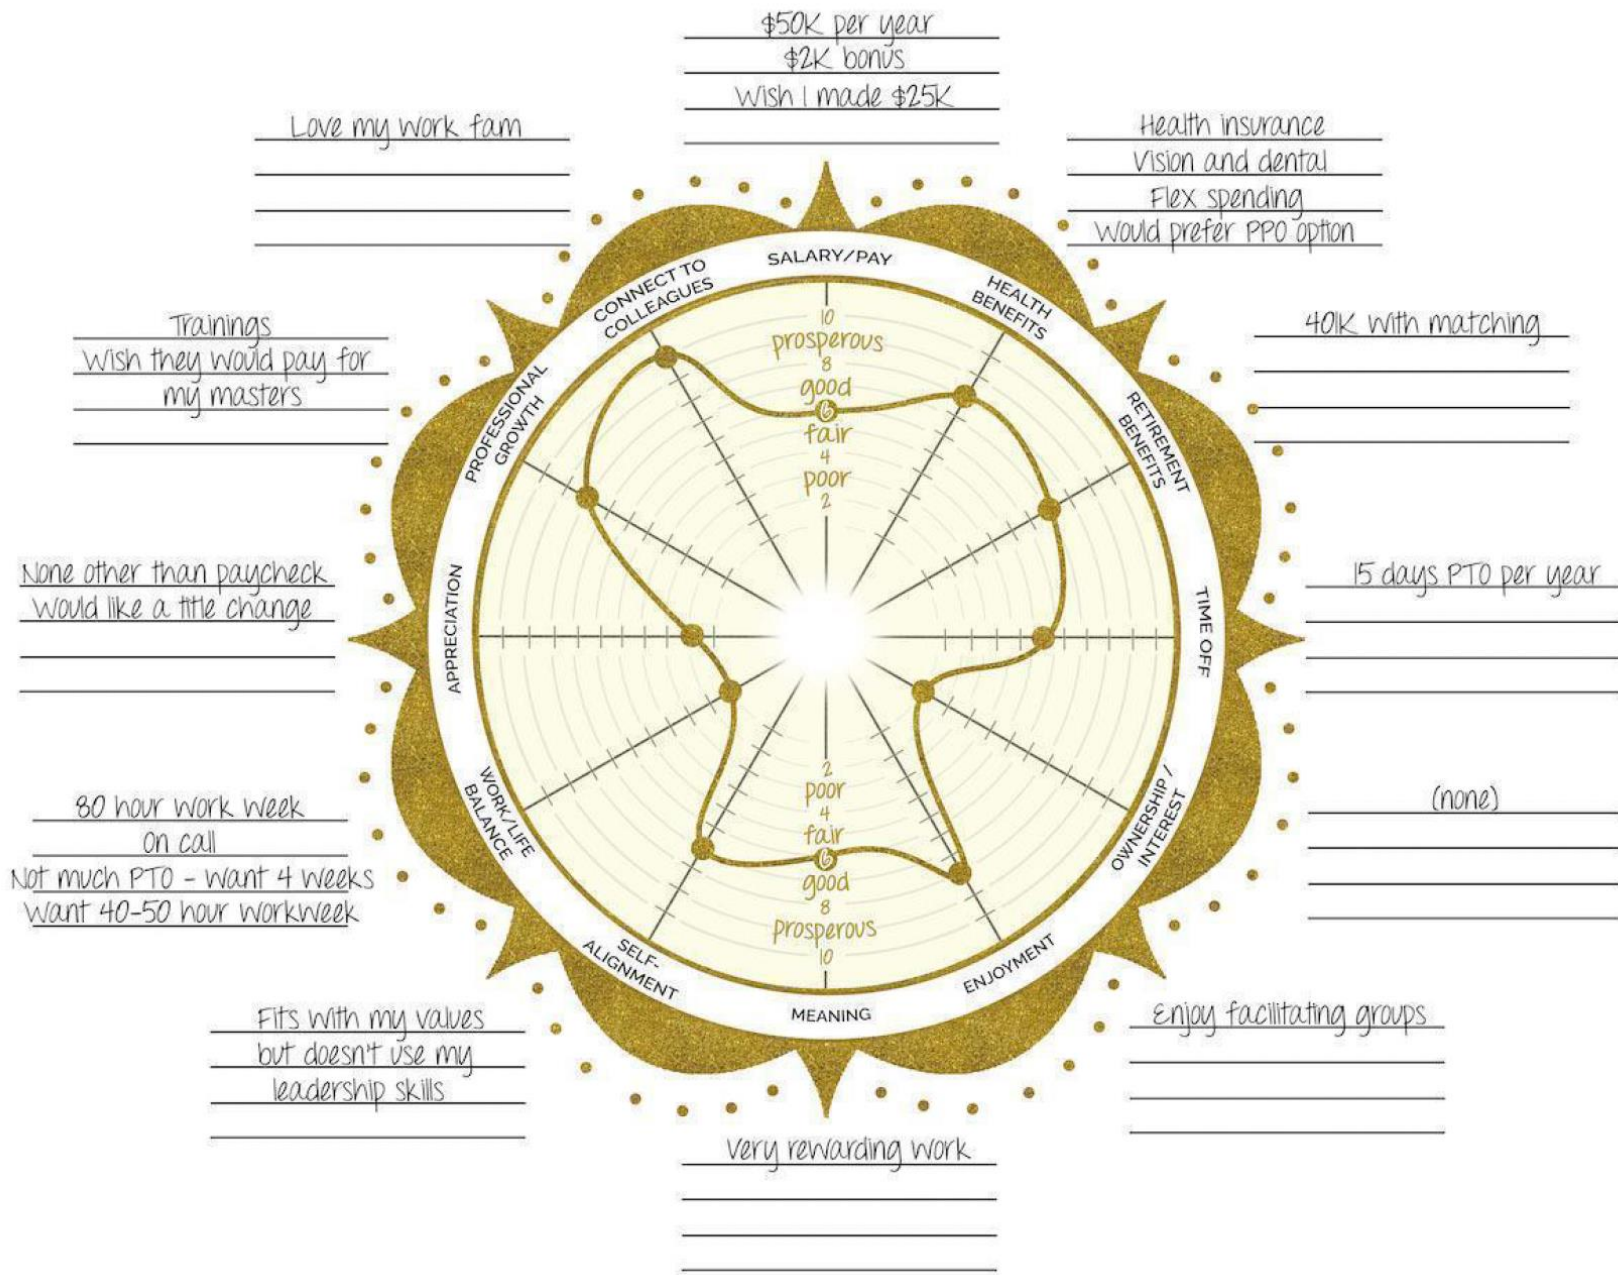 $50K per year
$2K bonus
Wish I made $25K
Love my work fam
Health insurance
Vision and dental
Flex spending
Would prefer PPO option
Trainings
Wish they would pay for
my masters
401K with matching
None other than paycheck
Would like a title change
15 days PTO per year
80 hour work week
On call
Not much PTO - Want 4 weeks
Want 40-50 hour workweek
(none)
Fits with my values
but doesn't use my
leadership skills
Enjoy facilitating groups
Very rewarding work
SALARY/PAY
HEALTH
BENEFITS
RETIREMENT
BENEFITS
TIME OFF
OWNERSHIP /
INTEREST
ENJOYMENT
MEANING
SELF-
ALIGNMENT
WORK/LIFE
BALANCE
APPRECIATION
PROFESSIONAL
GROWTH
CONNECT TO
COLLEAGUES
10
prosperous
8
good
6
fair
4
poor
2
2
poor
4
fair
6
good
8
prosperous
10